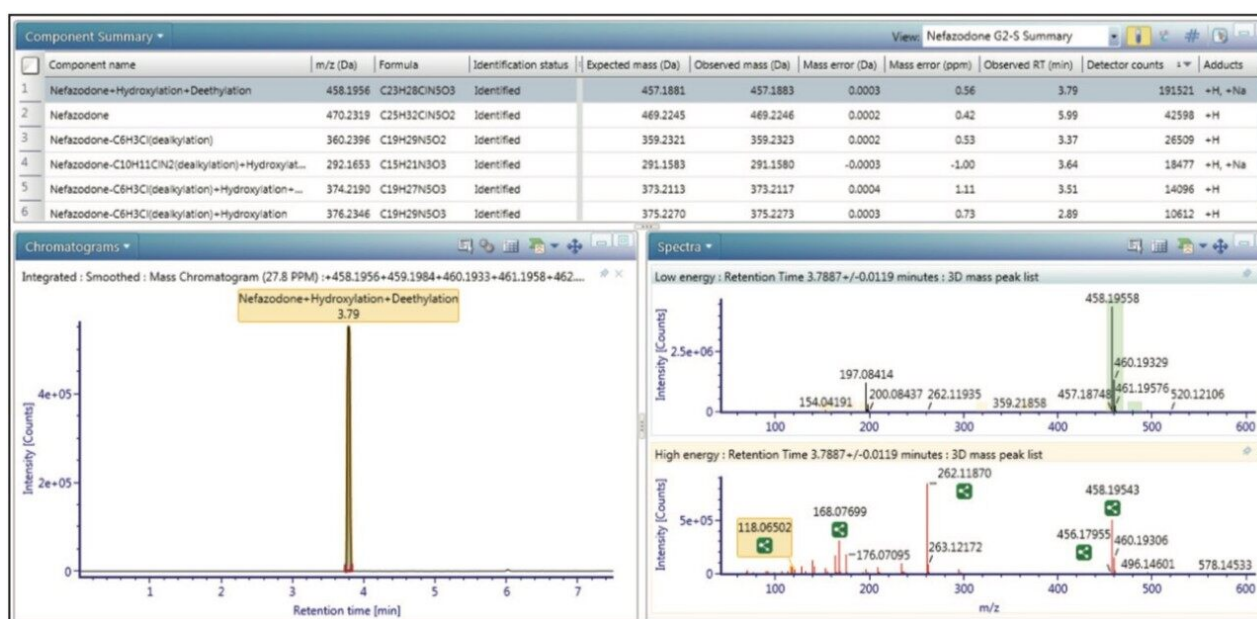 Component Summary
View: Nefazodone G2-S Summary
Component name m/z (Da) Formula Identification status Expected mass (Da) Observed mass (Da) Mass error (Da) Mass error (ppm) Observed RT (min) Detector counts Adducts
1 Nefazodone+Hydroxylation+Deethylation 458.1956 C23H28ClN5O3 Identified 457.1881 457.1883 0.0003 0.56 3.79 191521 +H, +Na
2 Nefazodone 470.2319 C25H32ClN5O2 Identified 469.2245 469.2246 0.0002 0.42 5.99 42598 +H
3 Nefazodone-C6H3Cl(dealkylation) 360.2396 C19H29N5O2 Identified 359.2321 359.2323 0.0002 0.53 3.37 26509 +H
4 Nefazodone-C10H11ClN2(dealkylation)+Hydroxylat... 292.1653 C15H21N3O3 Identified 291.1583 291.1580 -0.0003 -1.00 3.64 18477 +H, +Na
5 Nefazodone-C6H3Cl(dealkylation)+Hydroxylation+... 374.2190 C19H27N5O3 Identified 373.2113 373.2117 0.0004 1.11 3.51 14096 +H
6 Nefazodone-C6H3Cl(dealkylation)+Hydroxylation 376.2346 C19H29N5O3 Identified 375.2270 375.2273 0.0003 0.73 2.89 10612 +H
Chromatograms
Integrated : Smoothed : Mass Chromatogram (27.8 PPM) :+458.1956+459.1984+460.1933+461.1958+462....
Nefazodone+Hydroxylation+Deethylation
3.79
Intensity [Counts]
4e+05
2e+05
0
1 2 3 4 5 6 7
Retention time [min]
Spectra
Low energy : Retention Time 3.7887+/-0.0119 minutes : 3D mass peak list
458.19558
Intensity [Counts]
2.5e+06
460.19329
197.08414
154.04191 200.08437 262.11935 359.21858 457.18748 461.19576 520.12106
0
100 200 300 400 500 600
High energy : Retention Time 3.7887+/-0.0119 minutes : 3D mass peak list
262.11870
458.19543
Intensity [Counts]
5e+05
118.06502 168.07699 456.17955
460.19306
176.07095 263.12172 496.14601 578.14533
0
100 200 300 400 500 600
m/z